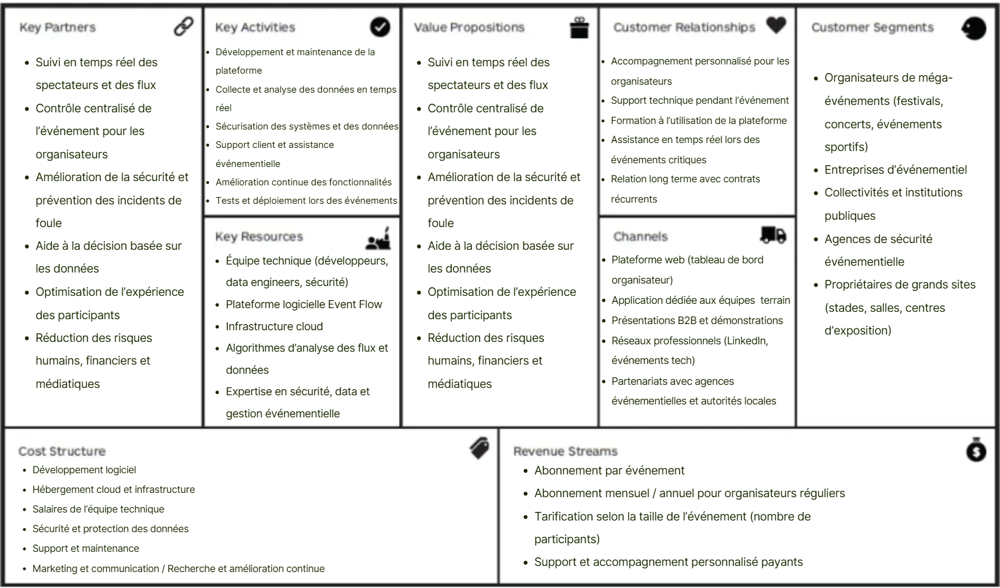 Key Partners
• Suivi en temps réel des
spectateurs et des flux
• Contrôle centralisé de
l’événement pour les
organisateurs
• Amélioration de la sécurité et
prévention des incidents de
foule
• Aide à la décision basée sur
les données
• Optimisation de l’expérience
des participants
• Réduction des risques
humains, financiers et
médiatiques
Key Activities
• Développement et maintenance de la
plateforme
• Collecte et analyse des données en temps
réel
• Sécurisation des systèmes et des données
• Support client et assistance
événementielle
• Amélioration continue des fonctionnalités
• Tests et déploiement lors des événements
Key Resources
• Équipe technique (développeurs,
data engineers, sécurité)
• Plateforme logicielle Event Flow
• Infrastructure cloud
• Algorithmes d’analyse des flux et
données
• Expertise en sécurité, data et
gestion événementielle
Value Propositions
• Suivi en temps réel des
spectateurs et des flux
• Contrôle centralisé de
l’événement pour les
organisateurs
• Amélioration de la sécurité et
prévention des incidents de
foule
• Aide à la décision basée sur
les données
• Optimisation de l’expérience
des participants
• Réduction des risques
humains, financiers et
médiatiques
Customer Relationships
• Accompagnement personnalisé pour les
organisateurs
• Support technique pendant l’événement
• Formation à l’utilisation de la plateforme
• Assistance en temps réel lors des
événements critiques
• Relation long terme avec contrats
récurrents
Channels
• Plateforme web (tableau de bord
organisateur)
• Application dédiée aux équipes terrain
• Présentations B2B et démonstrations
• Réseaux professionnels (LinkedIn,
événements tech)
• Partenariats avec agences
événementielles et autorités locales
Customer Segments
• Organisateurs de méga-
événements (festivals,
concerts, événements
sportifs)
• Entreprises d’événementiel
• Collectivités et institutions
publiques
• Agences de sécurité
événementielle
• Propriétaires de grands sites
(stades, salles, centres
d’exposition)
Cost Structure
• Développement logiciel
• Hébergement cloud et infrastructure
• Salaires de l’équipe technique
• Sécurité et protection des données
• Support et maintenance
• Marketing et communication / Recherche et amélioration continue
Revenue Streams
$
• Abonnement par événement
• Abonnement mensuel / annuel pour organisateurs réguliers
• Tarification selon la taille de l’événement (nombre de
participants)
• Support et accompagnement personnalisé payants